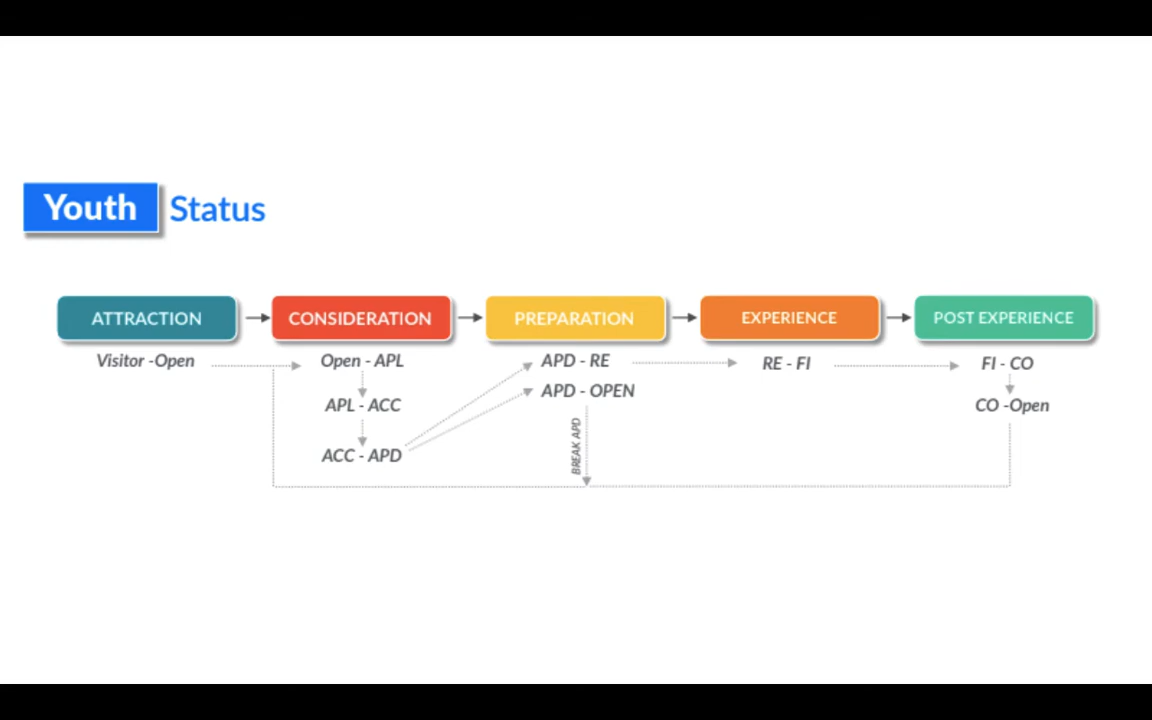 Youth Status
ATTRACTION
CONSIDERATION
PREPARATION
EXPERIENCE
POST EXPERIENCE
Visitor -Open
Open - APL
APD - RE
RE - FI
FI - CO
APD - OPEN
APL - ACC
CO -Open
BREAK APD
ACC - APD